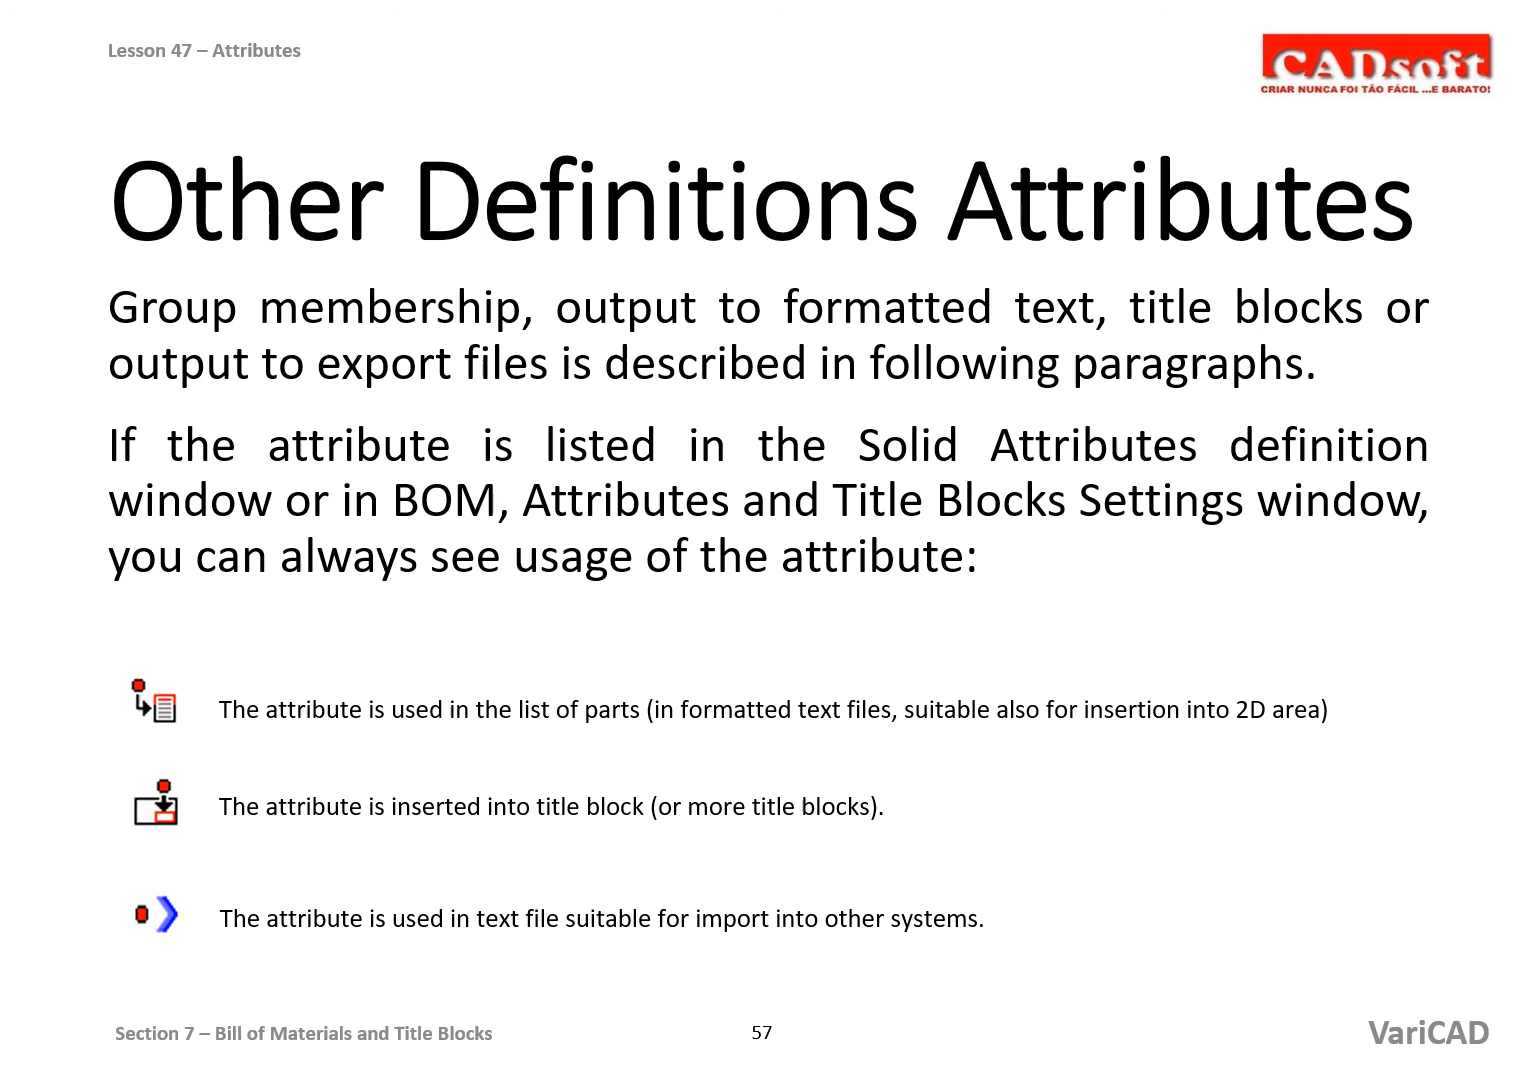 Lesson 47 – Attributes
CADsoft
CRIAR NUNCA FOI TÃO FÁCIL ...E BARATO!
Other Definitions Attributes
Group membership, output to formatted text, title blocks or
output to export files is described in following paragraphs.
If the attribute is listed in the Solid Attributes definition
window or in BOM, Attributes and Title Blocks Settings window,
you can always see usage of the attribute:
The attribute is used in the list of parts (in formatted text files, suitable also for insertion into 2D area)
The attribute is inserted into title block (or more title blocks).
The attribute is used in text file suitable for import into other systems.
Section 7 – Bill of Materials and Title Blocks
57
VariCAD